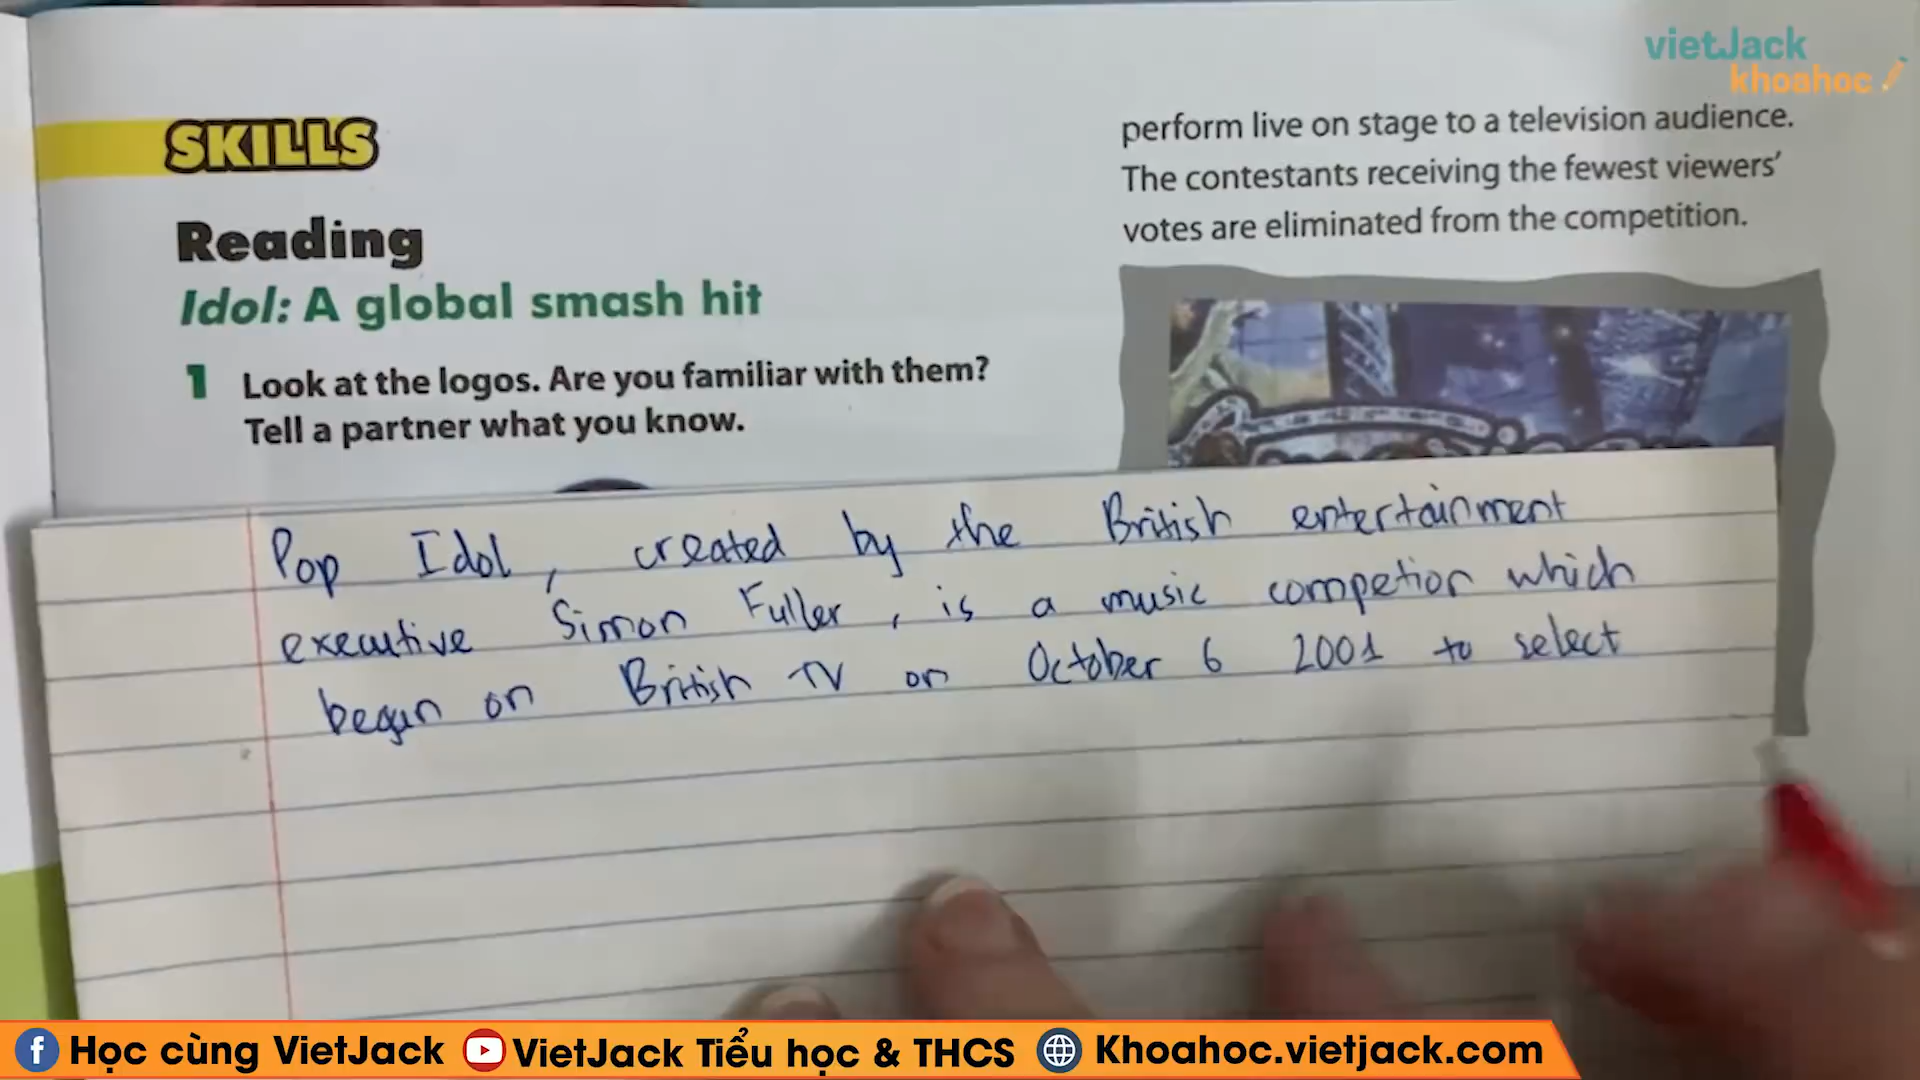 vietJack
khoahoc
SKILLS
Reading
Idol: A global smash hit
1 Look at the logos. Are you familiar with them?
Tell a partner what you know.
perform live on stage to a television audience.
The contestants receiving the fewest viewers'
votes are eliminated from the competition.
Pop Idol, created by the British entertainment
executive Simon Fuller, is a music competion which
began on British TV on October 6 2001 to select
Học cùng VietJack
VietJack Tiểu học & THCS
Khoahoc.vietjack.com